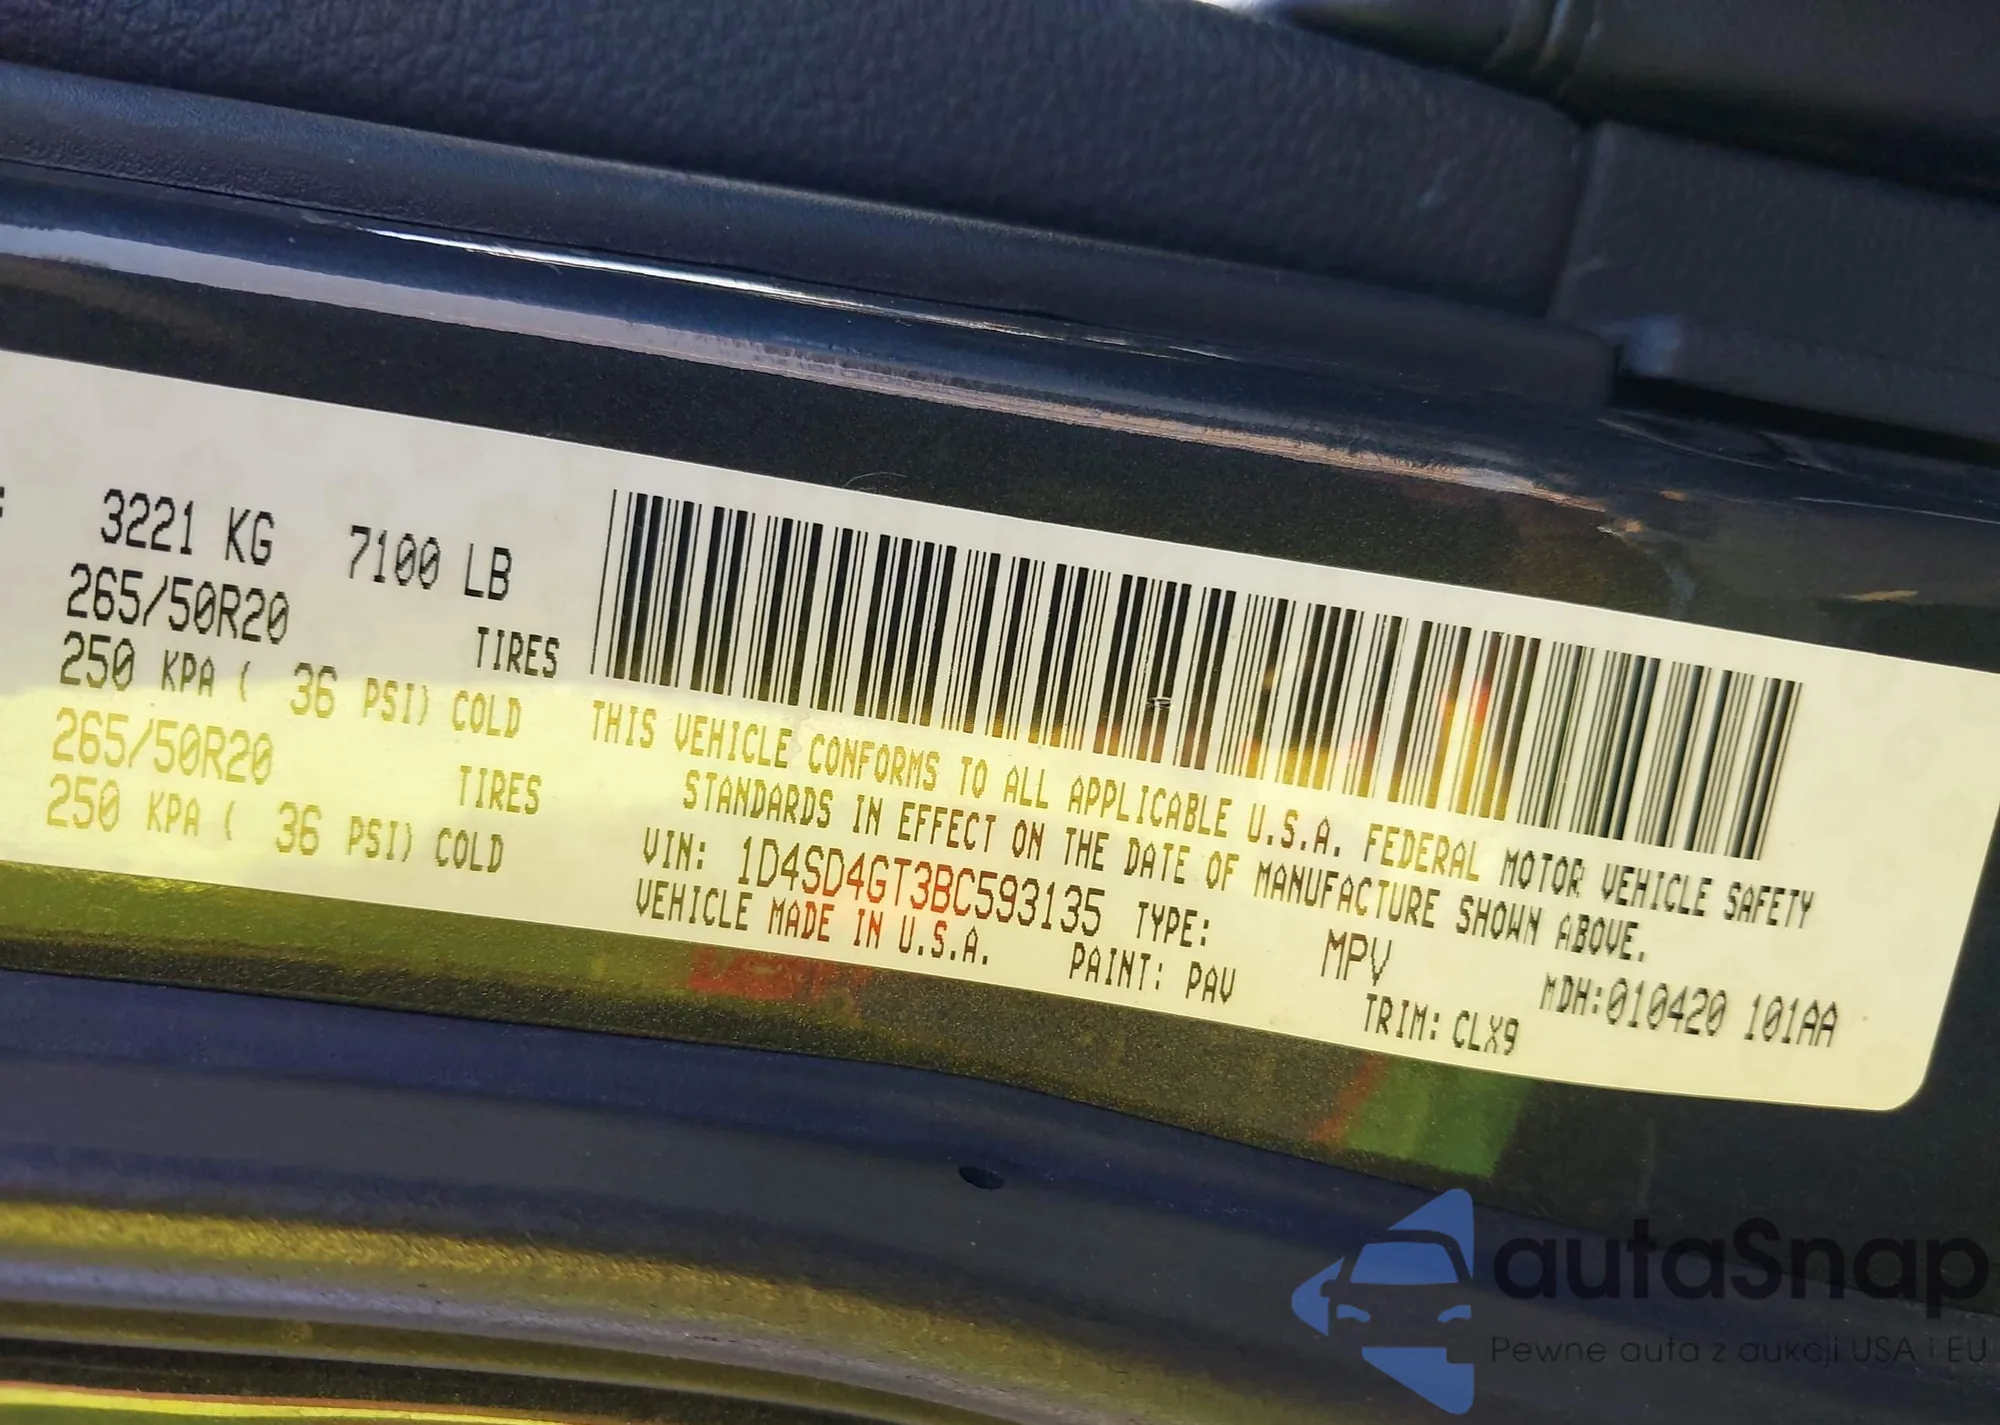 3221 KG 7100 LB
265/50R20 TIRES
250 KPA ( 36 PSI) COLD
265/50R20 TIRES
250 KPA ( 36 PSI) COLD
THIS VEHICLE CONFORMS TO ALL APPLICABLE U.S.A. FEDERAL MOTOR VEHICLE SAFETY
STANDARDS IN EFFECT ON THE DATE OF MANUFACTURE SHOWN ABOVE.
VIN: 1D4SD4GT3BC593135 TYPE: MPV MDH:010420 101AA
VEHICLE MADE IN U.S.A. PAINT: PAV TRIM: CLX9
autaSnap
Pewne auta z aukcji USA i EU